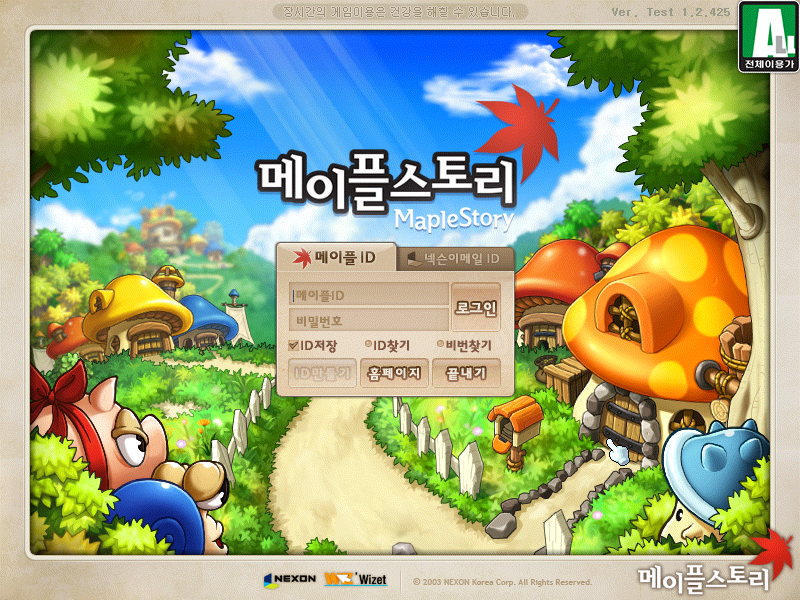 장시간의 게임이용은 건강을 해칠 수 있습니다.
Ver. Test 1.2.425
ALL
전체이용가
메이플스토리
MapleStory
메이플 ID
넥슨이메일 ID
메이플ID
로그인
비밀번호
ID저장
ID찾기
비번찾기
ID만들기
홈페이지
끝내기
NEXON
Wizet
© 2003 NEXON Korea Corp. All Rights Reserved.
메이플스토리